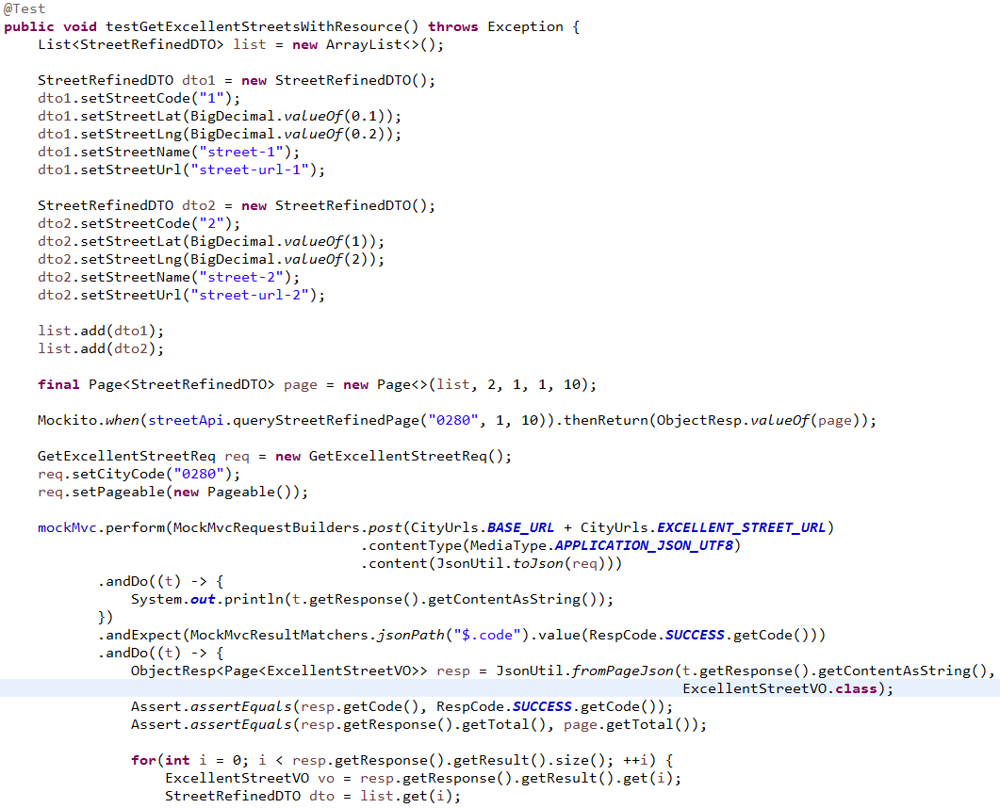 @Test
public void testGetExcellentStreetsWithResource() throws Exception {
    List<StreetRefinedDTO> list = new ArrayList<>();

    StreetRefinedDTO dto1 = new StreetRefinedDTO();
    dto1.setStreetCode("1");
    dto1.setStreetLat(BigDecimal.valueOf(0.1));
    dto1.setStreetLng(BigDecimal.valueOf(0.2));
    dto1.setStreetName("street-1");
    dto1.setStreetUrl("street-url-1");

    StreetRefinedDTO dto2 = new StreetRefinedDTO();
    dto2.setStreetCode("2");
    dto2.setStreetLat(BigDecimal.valueOf(1));
    dto2.setStreetLng(BigDecimal.valueOf(2));
    dto2.setStreetName("street-2");
    dto2.setStreetUrl("street-url-2");

    list.add(dto1);
    list.add(dto2);

    final Page<StreetRefinedDTO> page = new Page<>(list, 2, 1, 1, 10);

    Mockito.when(streetApi.queryStreetRefinedPage("0280", 1, 10)).thenReturn(ObjectResp.valueOf(page));

    GetExcellentStreetReq req = new GetExcellentStreetReq();
    req.setCityCode("0280");
    req.setPageable(new Pageable());

    mockMvc.perform(MockMvcRequestBuilders.post(CityUrls.BASE_URL + CityUrls.EXCELLENT_STREET_URL)
                                          .contentType(MediaType.APPLICATION_JSON_UTF8)
                                          .content(JsonUtil.toJson(req)))
           .andDo((t) -> {
               System.out.println(t.getResponse().getContentAsString());
           })
           .andExpect(MockMvcResultMatchers.jsonPath("$.code").value(RespCode.SUCCESS.getCode()))
           .andDo((t) -> {
               ObjectResp<Page<ExcellentStreetVO>> resp = JsonUtil.fromPageJson(t.getResponse().getContentAsString(),
                                                                                ExcellentStreetVO.class);
               Assert.assertEquals(resp.getCode(), RespCode.SUCCESS.getCode());
               Assert.assertEquals(resp.getResponse().getTotal(), page.getTotal());

               for(int i = 0; i < resp.getResponse().getResult().size(); ++i) {
                   ExcellentStreetVO vo = resp.getResponse().getResult().get(i);
                   StreetRefinedDTO dto = list.get(i);